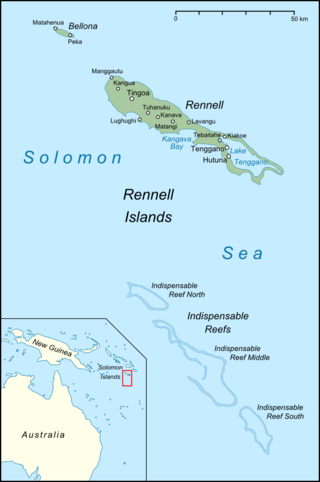 0
50 km
Matahenua
Bellona
Peka
Manggautu
Kangua
Tingoa
Rennell
Tuhanuku
Kanava
Lughughi
Matangi
Lavangu
Kangava
Bay
Tebaitahe
Kiakoe
Tenggano
Lake
Tenggano
Hutuna
Solomon
Rennell
Islands
Sea
Indispensable
Reef North
Indispensable
Reefs
Indispensable
Reef Middle
Indispensable
Reef South
New Guinea
Solomon
Islands
Australia